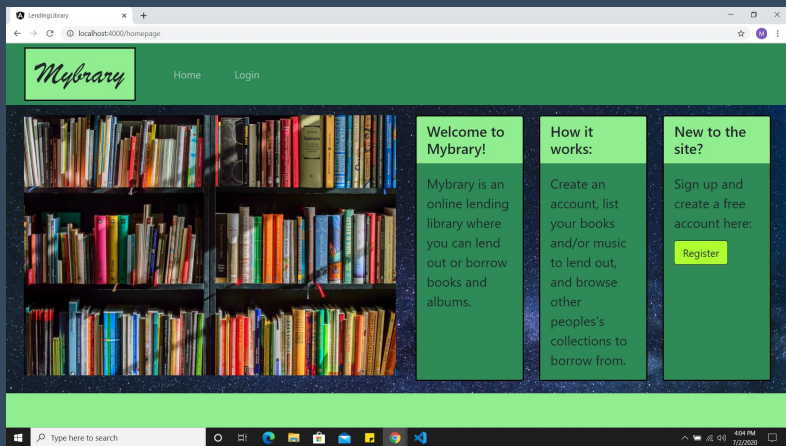 LendingLibrary
localhost:4000/homepage
M
Mybrary
Home
Login
Welcome to
Mybrary!
Mybrary is an
online lending
library where
you can lend
out or borrow
books and
albums.
How it
works:
Create an
account, list
your books
and/or music
to lend out,
and browse
other
peoples's
collections to
borrow from.
New to the
site?
Sign up and
create a free
account here:
Register
Type here to search
4:04 PM
7/2/2020